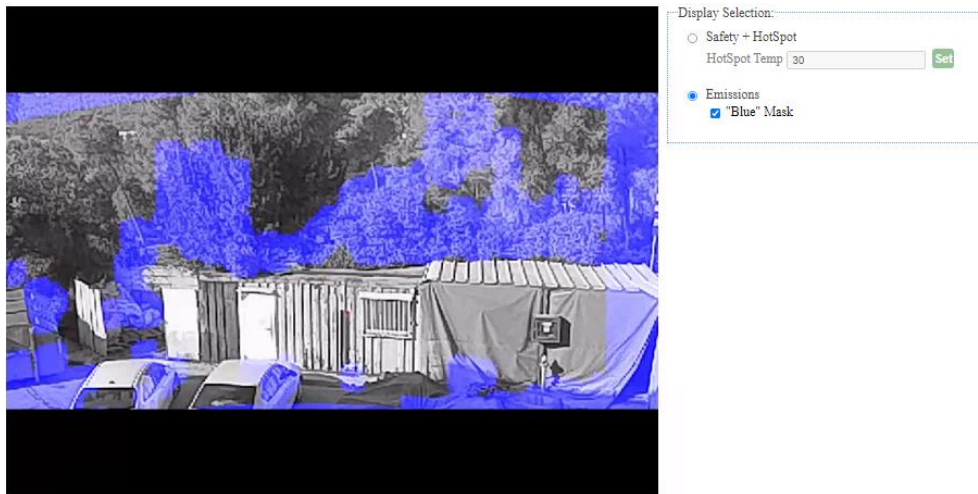 Display Selection:
Safety + HotSpot
HotSpot Temp 30 Set
Emissions
"Blue" Mask